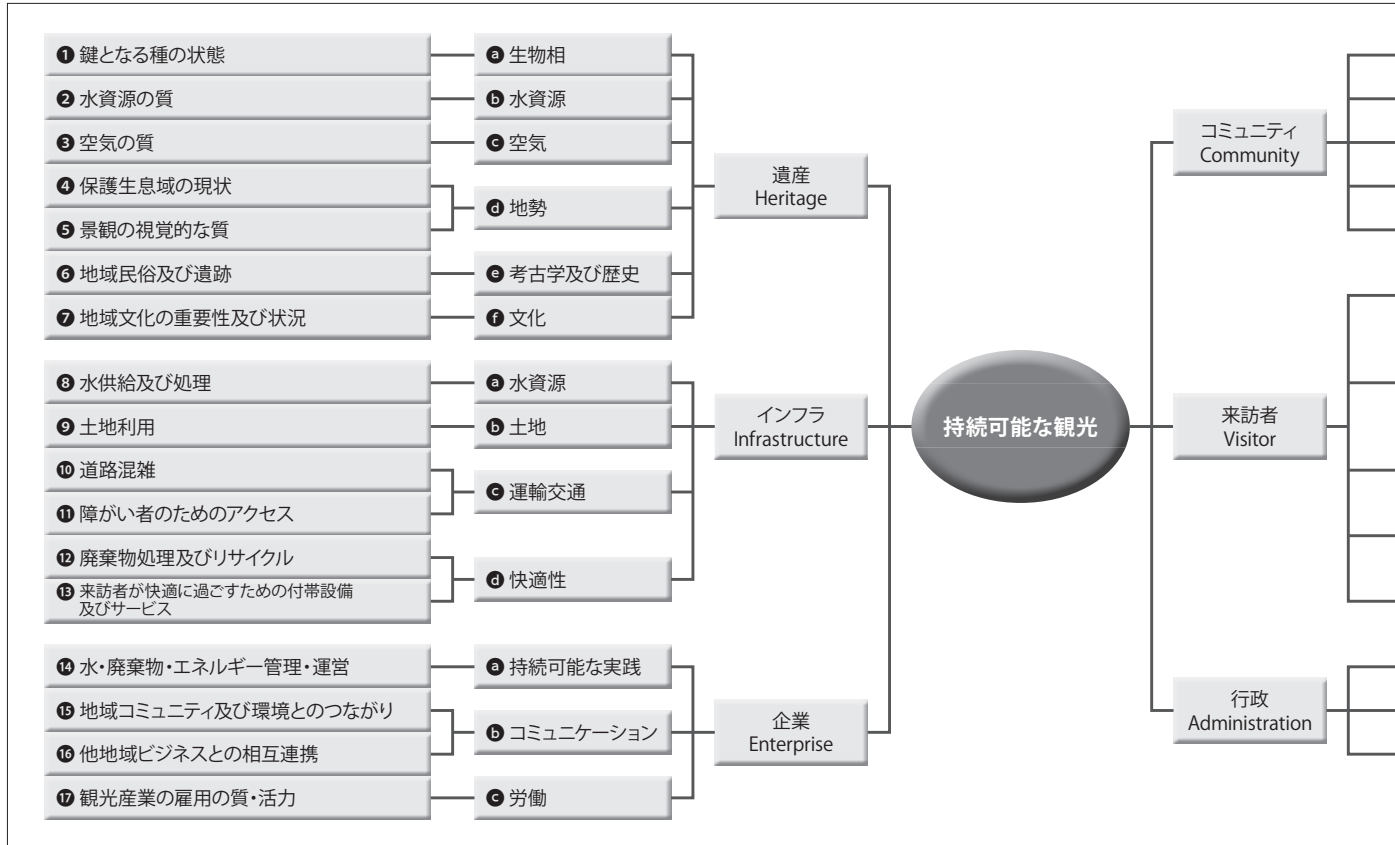 ❶ 鍵となる種の状態
❷ 水資源の質
❸ 空気の質
❹ 保護生息域の現状
❺ 景観の視覚的な質
❻ 地域民俗及び遺跡
❼ 地域文化の重要性及び状況
ⓐ 生物相
ⓑ 水資源
ⓒ 空気
ⓓ 地勢
ⓔ 考古学及び歴史
ⓕ 文化
遺産
Heritage
❽ 水供給及び処理
❾ 土地利用
❿ 道路混雑
⓫ 障がい者のためのアクセス
⓬ 廃棄物処理及びリサイクル
⓭ 来訪者が快適に過ごすための付帯設備
及びサービス
ⓐ 水資源
ⓑ 土地
ⓒ 運輸交通
ⓓ 快適性
インフラ
Infrastructure
⓮ 水・廃棄物・エネルギー管理・運営
⓯ 地域コミュニティ及び環境とのつながり
⓰ 他地域ビジネスとの相互連携
⓱ 観光産業の雇用の質・活力
ⓐ 持続可能な実践
ⓑ コミュニケーション
ⓒ 労働
企業
Enterprise
持続可能な観光
コミュニティ
Community
来訪者
Visitor
行政
Administration